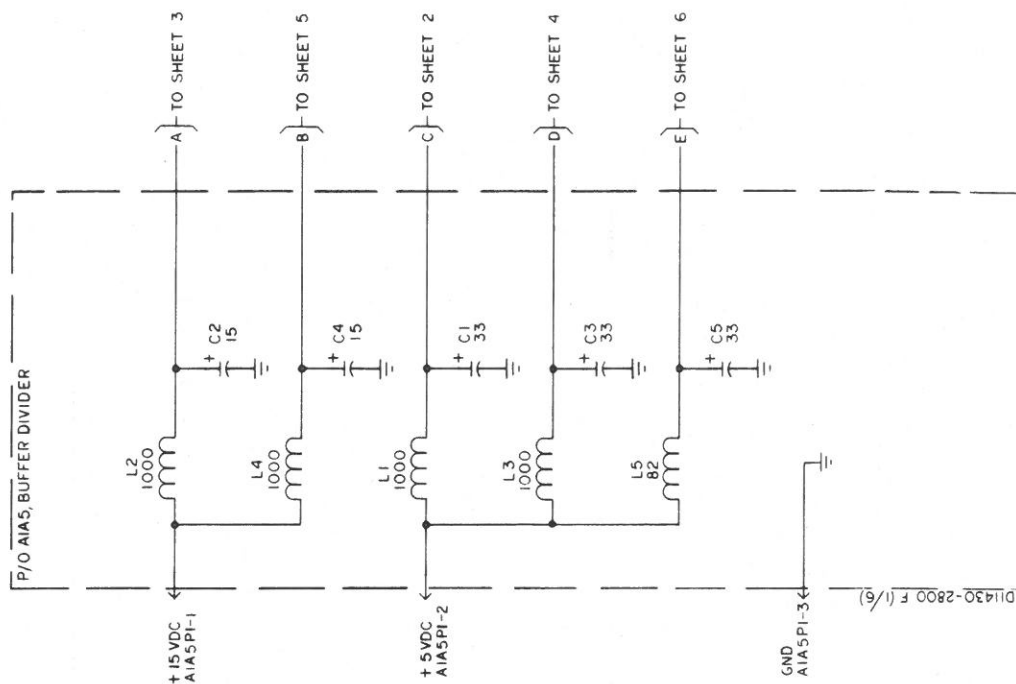 P/O A1A5, BUFFER DIVIDER
+15 VDC
A1A5P1-1
L2
1000
+
C2
15
A
TO SHEET 3
L4
1000
+
C4
15
B
TO SHEET 5
+5 VDC
A1A5P1-2
L1
1000
+
C1
33
C
TO SHEET 2
L3
1000
+
C3
33
D
TO SHEET 4
L5
82
+
C5
33
E
TO SHEET 6
GND
A1A5P1-3
D11430-2800 F (1/6)